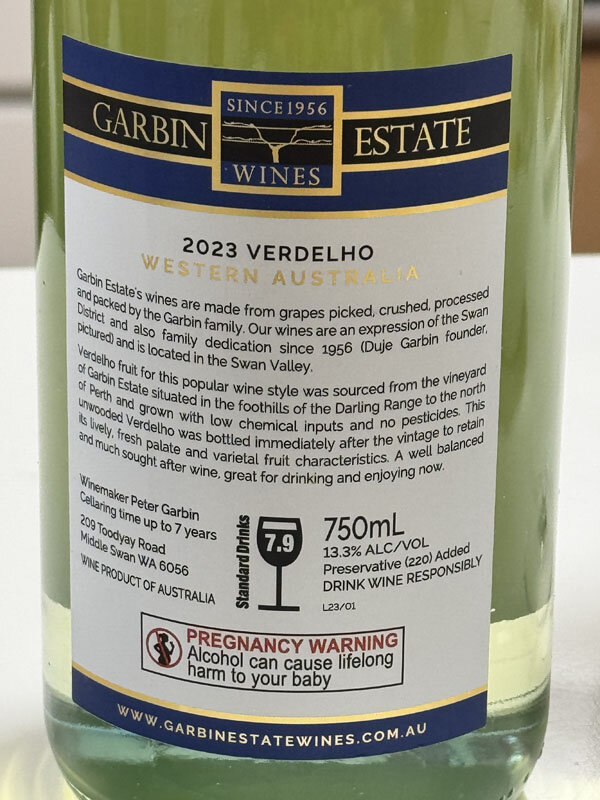 SINCE 1956
GARBIN ESTATE
WINES
2023 VERDELHO
WESTERN AUSTRALIA
Garbin Estate's wines are made from grapes picked, crushed, processed
and packed by the Garbin family. Our wines are an expression of the Swan
District and also family dedication since 1956 (Duje Garbin founder,
pictured) and is located in the Swan Valley.
Verdelho fruit for this popular wine style was sourced from the vineyard
of Garbin Estate situated in the foothills of the Darling Range to the north
of Perth and grown with low chemical inputs and no pesticides. This
unwooded Verdelho was bottled immediately after the vintage to retain
its lively, fresh palate and varietal fruit characteristics. A well balanced
and much sought after wine, great for drinking and enjoying now.
Winemaker Peter Garbin
Cellaring time up to 7 years
209 Toodyay Road
Middle Swan WA 6056
WINE PRODUCT OF AUSTRALIA
Standard Drinks
7.9
750mL
13.3% ALC/VOL
Preservative (220) Added
DRINK WINE RESPONSIBLY
L23/01
PREGNANCY WARNING
Alcohol can cause lifelong
harm to your baby
WWW.GARBINESTATEWINES.COM.AU